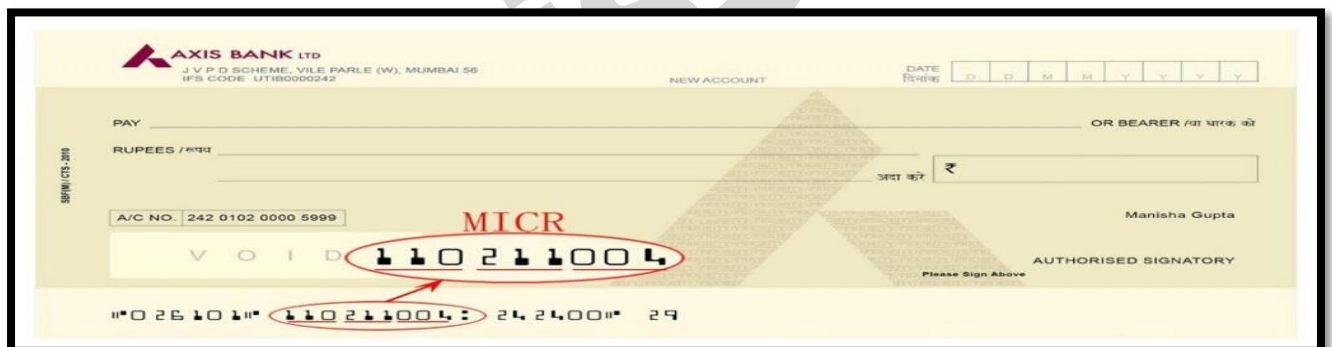 AXIS BANK LTD
J V P D SCHEME, VILE PARLE (W), MUMBAI 56
IFS CODE UTIB0000242
NEW ACCOUNT
DATE
दिनांक
D D M M Y Y Y Y
PAY
OR BEARER /या धारक को
RUPEES /रूपय
अदा करे
₹
SBF(M) / CTS - 2010
A/C NO. 242 0102 0000 5999
MICR
Manisha Gupta
VOID
110211004
AUTHORISED SIGNATORY
Please Sign Above
⑈026101⑈ 110211004⑆ 242400⑈ 29